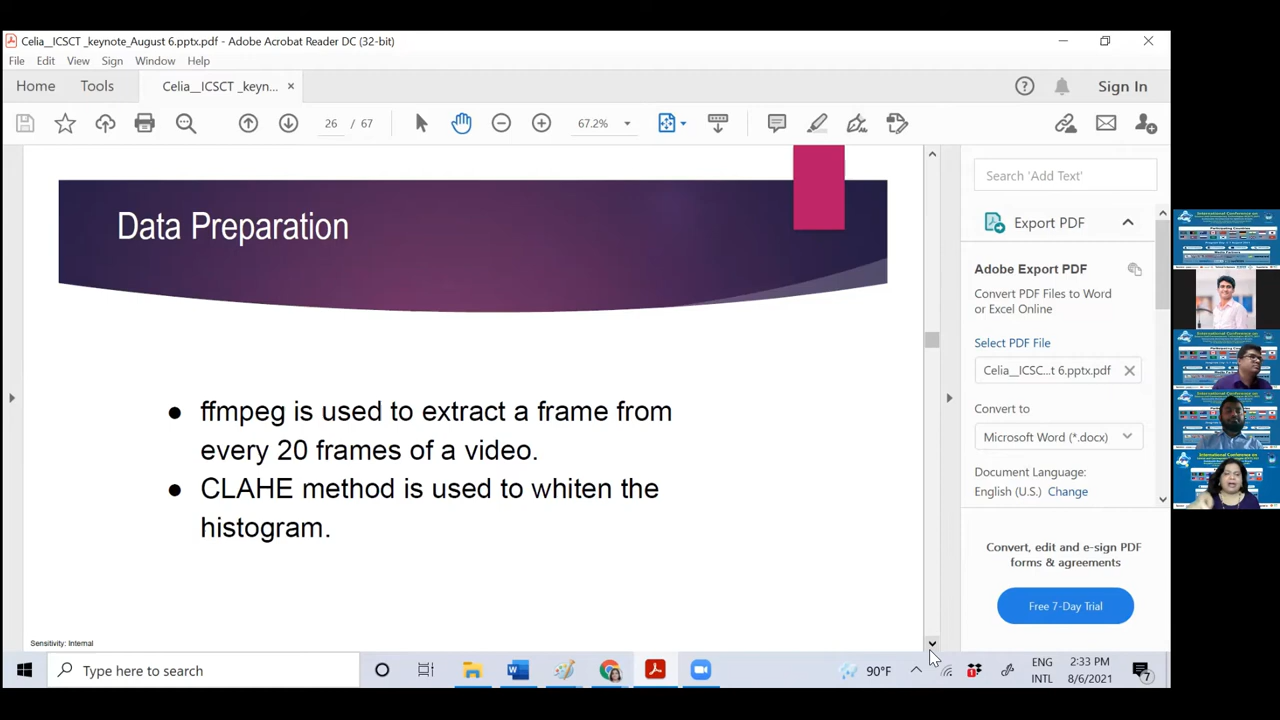 Celia__ICSCT _keynote_August 6.pptx.pdf - Adobe Acrobat Reader DC (32-bit)
File Edit View Sign Window Help
Home Tools Celia__ICSCT _keyn... × Sign In
26 / 67 67.2%
Data Preparation
● ffmpeg is used to extract a frame from
every 20 frames of a video.
● CLAHE method is used to whiten the
histogram.
Sensitivity: Internal
Search 'Add Text'
Export PDF
Adobe Export PDF
Convert PDF Files to Word
or Excel Online
Select PDF File
Celia__ICSC...t 6.pptx.pdf
Convert to
Microsoft Word (*.docx)
Document Language:
English (U.S.) Change
Convert, edit and e-sign PDF
forms & agreements
Free 7-Day Trial
International Conference on
Type here to search
90°F
1
ENG
INTL
2:33 PM
8/6/2021
7